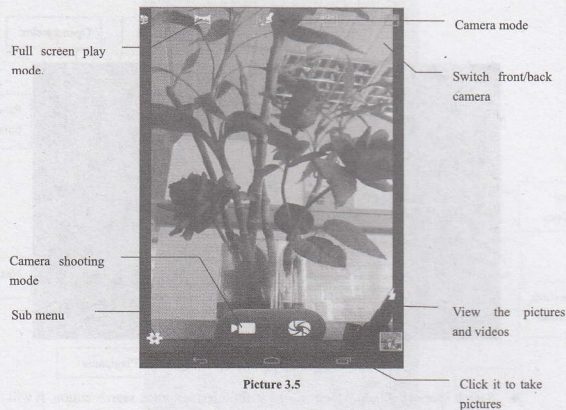 Camera mode
Full screen play
mode.
Switch front/back
camera
Camera shooting
mode
Sub menu
View the pictures
and videos
Picture 3.5
Click it to take
pictures